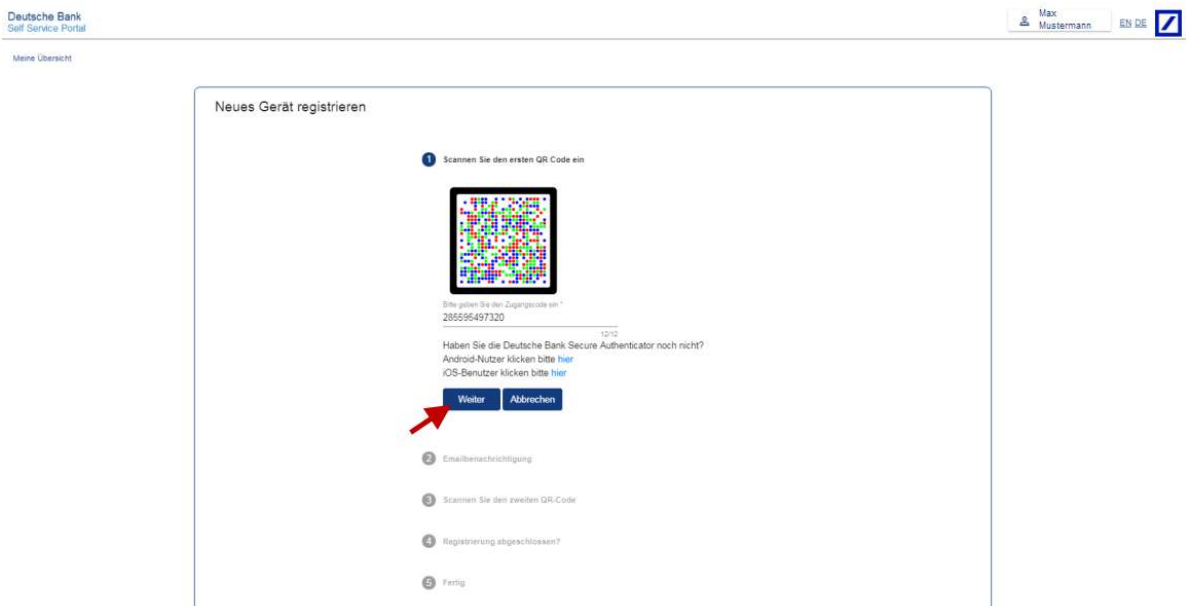 Deutsche Bank
Self Service Portal
Max
Mustermann
EN DE
Meine Übersicht
Neues Gerät registrieren
1 Scannen Sie den ersten QR Code ein
Bitte geben Sie den Zugangscode ein *
285595497320
12/12
Haben Sie die Deutsche Bank Secure Authenticator noch nicht?
Android-Nutzer klicken bitte hier
iOS-Benutzer klicken bitte hier
Weiter Abbrechen
2 Emailbenachrichtigung
3 Scannen Sie den zweiten QR-Code
4 Registrierung abgeschlossen?
5 Fertig